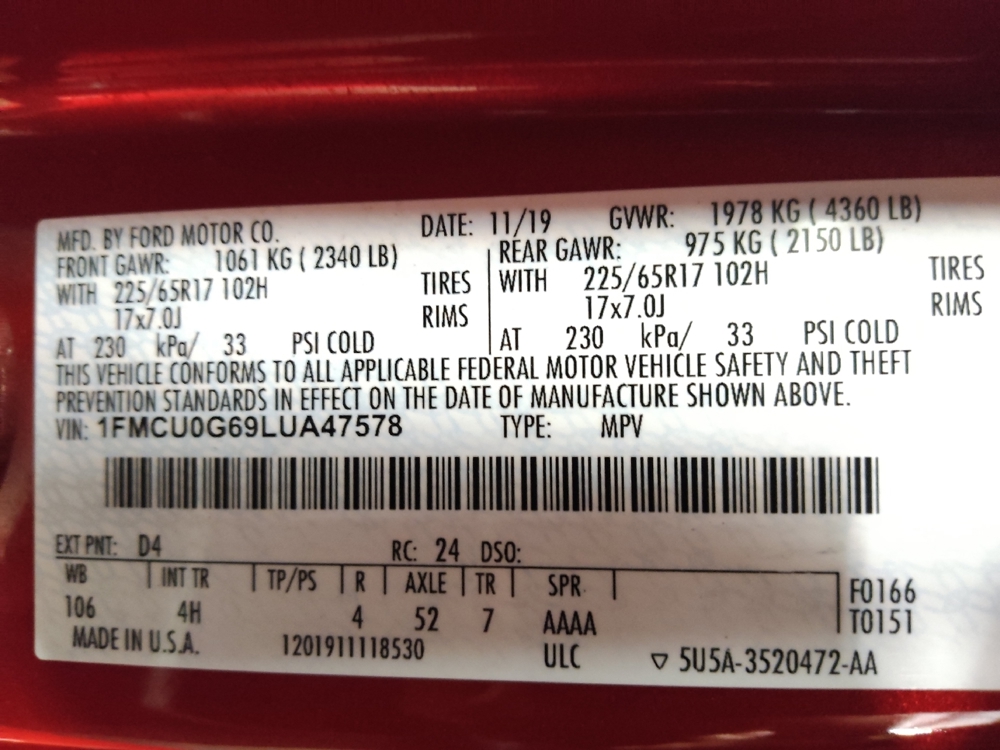 MFD. BY FORD MOTOR CO. DATE: 11/19 GVWR: 1978 KG ( 4360 LB)
FRONT GAWR: 1061 KG ( 2340 LB) REAR GAWR: 975 KG ( 2150 LB)
WITH 225/65R17 102H TIRES WITH 225/65R17 102H TIRES
17x7.0J RIMS 17x7.0J RIMS
AT 230 kPa/ 33 PSI COLD AT 230 kPa/ 33 PSI COLD
THIS VEHICLE CONFORMS TO ALL APPLICABLE FEDERAL MOTOR VEHICLE SAFETY AND THEFT
PREVENTION STANDARDS IN EFFECT ON THE DATE OF MANUFACTURE SHOWN ABOVE.
VIN: 1FMCU0G69LUA47578 TYPE: MPV
EXT PNT: D4 RC: 24 DSO:
WB INT TR TP/PS R AXLE TR SPR F0166
106 4H 4 52 7 AAAA T0151
MADE IN U.S.A. 1201911118530 ULC ▽ 5U5A-3520472-AA